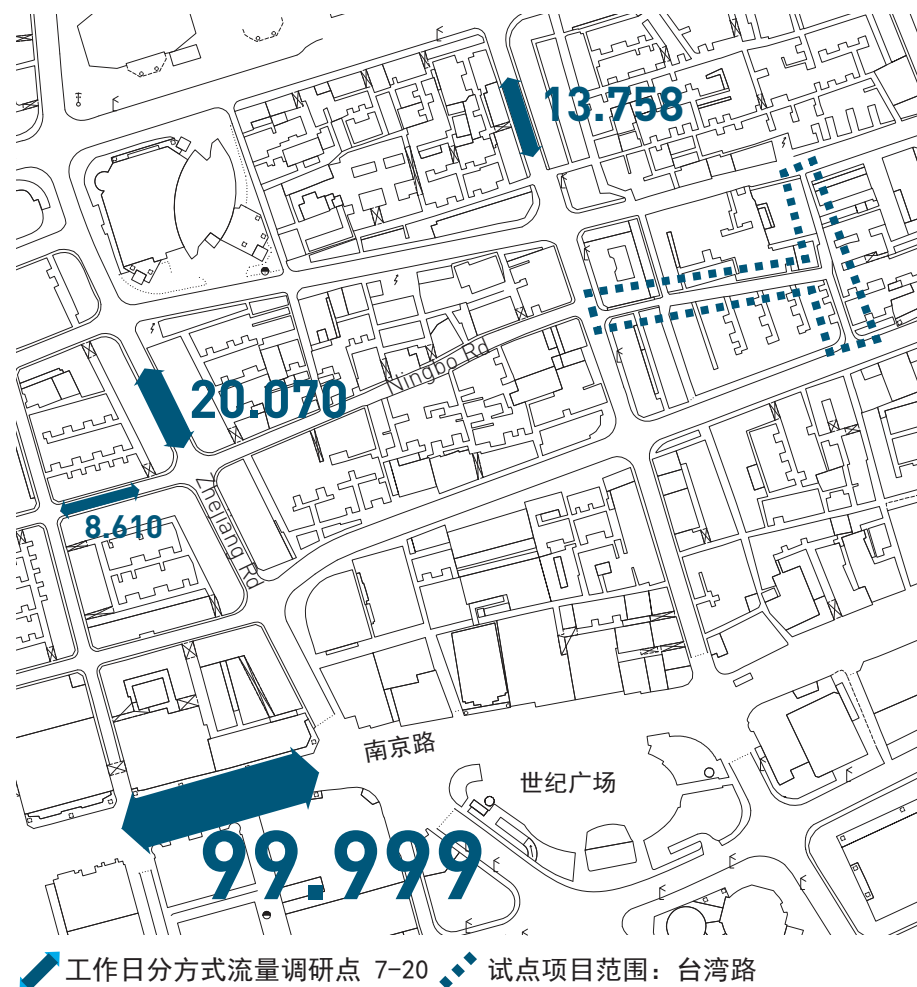 13.758
Ningbo Rd
20.070
Zhejiang Rd
8.610
南京路
世纪广场
99.999
工作日分方式流量调研点 7-20
试点项目范围：台湾路